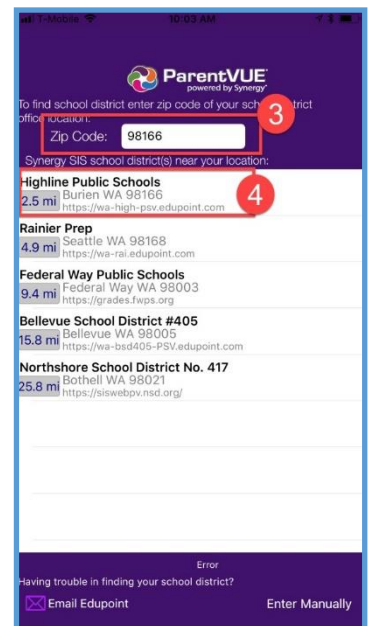 T-Mobile 10:03 AM
ParentVUE
powered by Synergy
To find school district enter zip code of your school district
office location:
3
Zip Code: 98166
Synergy SIS school district(s) near your location:
4
Highline Public Schools
2.5 mi Burien WA 98166
https://wa-high-psv.edupoint.com
Rainier Prep
4.9 mi Seattle WA 98168
https://wa-rai.edupoint.com
Federal Way Public Schools
9.4 mi Federal Way WA 98003
https://grades.fwps.org
Bellevue School District #405
15.8 mi Bellevue WA 98005
https://wa-bsd405-PSV.edupoint.com
Northshore School District No. 417
25.8 mi Bothell WA 98021
https://siswebpv.nsd.org/
Error
Having trouble in finding your school district?
Email Edupoint Enter Manually